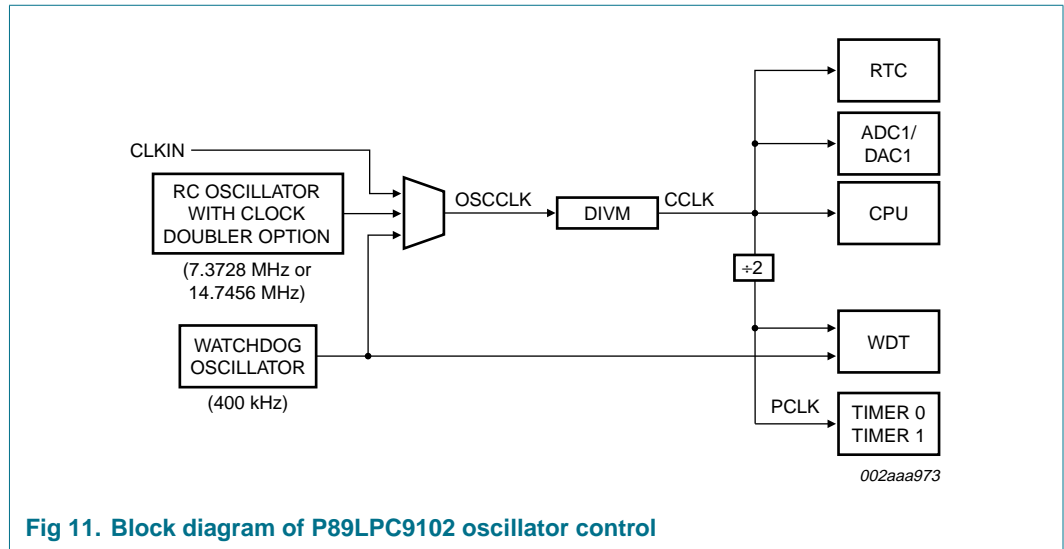 RTC
ADC1/
DAC1
CLKIN
RC OSCILLATOR
WITH CLOCK
DOUBLER OPTION
OSCCLK
DIVM
CCLK
CPU
(7.3728 MHz or
14.7456 MHz)
÷2
WATCHDOG
OSCILLATOR
WDT
(400 kHz)
PCLK
TIMER 0
TIMER 1
002aaa973
Fig 11. Block diagram of P89LPC9102 oscillator control